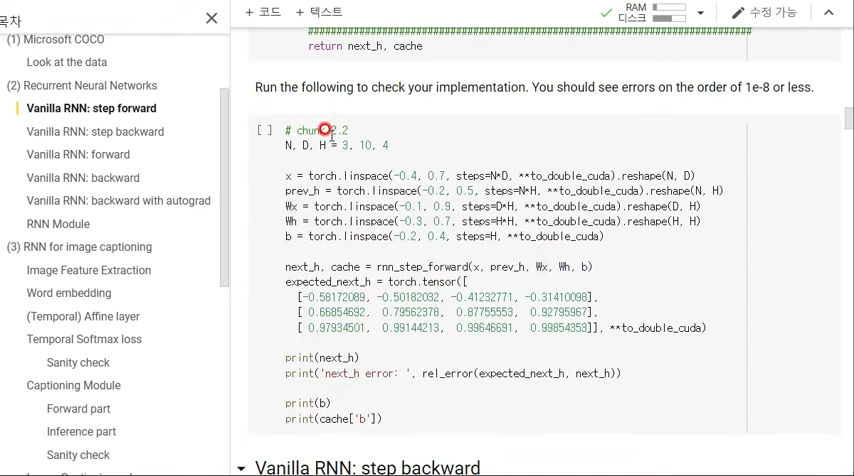 목차
(1) Microsoft COCO
Look at the data
(2) Recurrent Neural Networks
Vanilla RNN: step forward
Vanilla RNN: step backward
Vanilla RNN: forward
Vanilla RNN: backward
Vanilla RNN: backward with autograd
RNN Module
(3) RNN for image captioning
Image Feature Extraction
Word embedding
(Temporal) Affine layer
Temporal Softmax loss
Sanity check
Captioning Module
Forward part
Inference part
Sanity check
+ 코드 + 텍스트
RAM
디스크
수정 가능
################################################################################
return next_h, cache
Run the following to check your implementation. You should see errors on the order of 1e-8 or less.
[ ] # chunk 2.2
N, D, H = 3, 10, 4
x = torch.linspace(-0.4, 0.7, steps=N*D, **to_double_cuda).reshape(N, D)
prev_h = torch.linspace(-0.2, 0.5, steps=N*H, **to_double_cuda).reshape(N, H)
Wx = torch.linspace(-0.1, 0.9, steps=D*H, **to_double_cuda).reshape(D, H)
Wh = torch.linspace(-0.3, 0.7, steps=H*H, **to_double_cuda).reshape(H, H)
b = torch.linspace(-0.2, 0.4, steps=H, **to_double_cuda)
next_h, cache = rnn_step_forward(x, prev_h, Wx, Wh, b)
expected_next_h = torch.tensor([
[-0.58172089, -0.50182032, -0.41232771, -0.31410098],
[ 0.66854692, 0.79562378, 0.87755553, 0.92795967],
[ 0.97934501, 0.99144213, 0.99646691, 0.99854353]], **to_double_cuda)
print(next_h)
print('next_h error: ', rel_error(expected_next_h, next_h))
print(b)
print(cache['b'])
Vanilla RNN: step backward